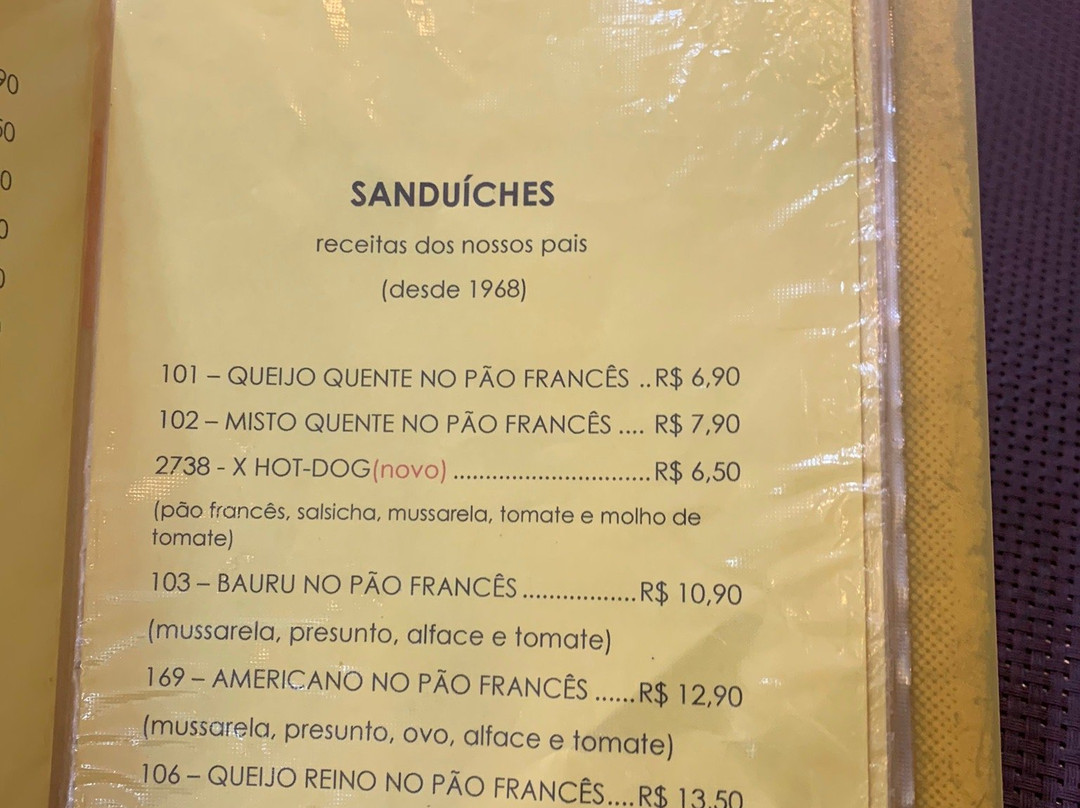 SANDUÍCHES
receitas dos nossos pais
(desde 1968)
101 – QUEIJO QUENTE NO PÃO FRANCÊS ..R$ 6,90
102 – MISTO QUENTE NO PÃO FRANCÊS .... R$ 7,90
2738 - X HOT-DOG(novo) ..............................R$ 6,50
(pão francês, salsicha, mussarela, tomate e molho de
tomate)
103 – BAURU NO PÃO FRANCÊS .................R$ 10,90
(mussarela, presunto, alface e tomate)
169 – AMERICANO NO PÃO FRANCÊS ......R$ 12,90
(mussarela, presunto, ovo, alface e tomate)
106 – QUEIJO REINO NO PÃO FRANCÊS....R$ 13,50